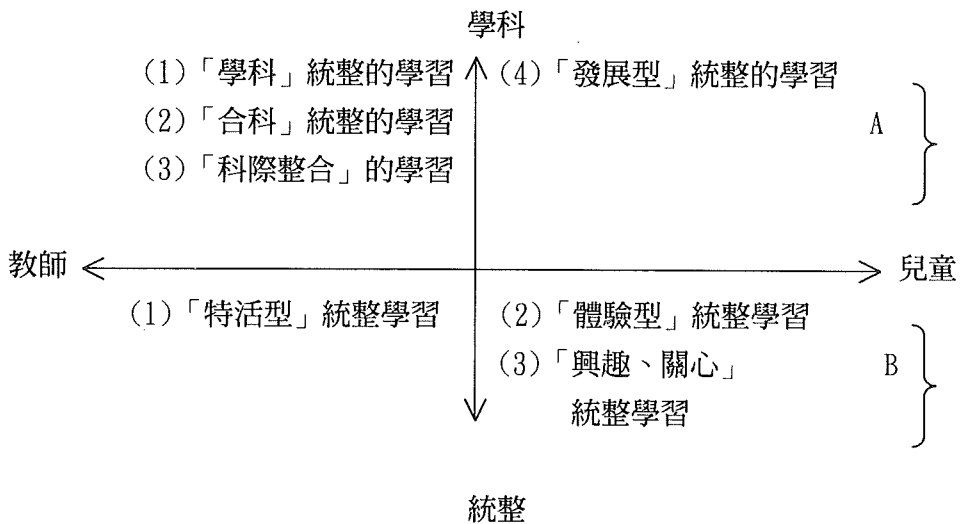 學科
(1)「學科」統整的學習
(4)「發展型」統整的學習
(2)「合科」統整的學習
A
(3)「科際整合」的學習
教師
兒童
(1)「特活型」統整學習
(2)「體驗型」統整學習
(3)「興趣、關心」
B
統整學習
統整